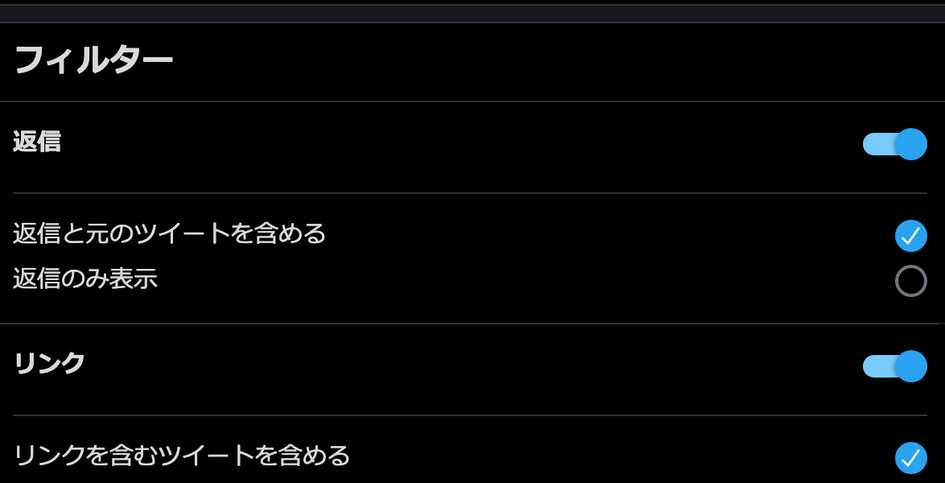 フィルター
返信
返信と元のツイートを含める
返信のみ表示
リンク
リンクを含むツイートを含める